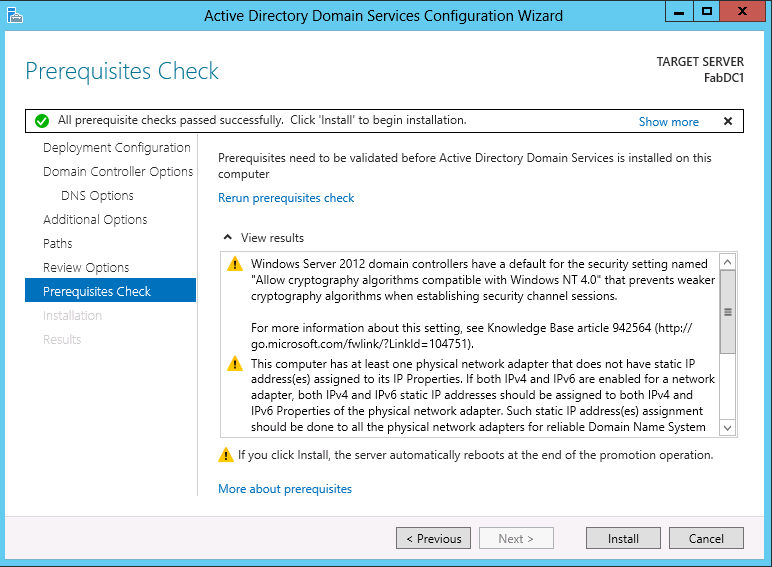 Active Directory Domain Services Configuration Wizard
Prerequisites Check
TARGET SERVER
FabDC1
All prerequisite checks passed successfully.  Click 'Install' to begin installation.
Show more
Deployment Configuration
Domain Controller Options
DNS Options
Additional Options
Paths
Review Options
Prerequisites Check
Installation
Results
Prerequisites need to be validated before Active Directory Domain Services is installed on this
computer
Rerun prerequisites check
View results
Windows Server 2012 domain controllers have a default for the security setting named
"Allow cryptography algorithms compatible with Windows NT 4.0" that prevents weaker
cryptography algorithms when establishing security channel sessions.
For more information about this setting, see Knowledge Base article 942564 (http://
go.microsoft.com/fwlink/?LinkId=104751).
This computer has at least one physical network adapter that does not have static IP
address(es) assigned to its IP Properties. If both IPv4 and IPv6 are enabled for a network
adapter, both IPv4 and IPv6 static IP addresses should be assigned to both IPv4 and
IPv6 Properties of the physical network adapter. Such static IP address(es) assignment
should be done to all the physical network adapters for reliable Domain Name System
If you click Install, the server automatically reboots at the end of the promotion operation.
More about prerequisites
< Previous
Next >
Install
Cancel